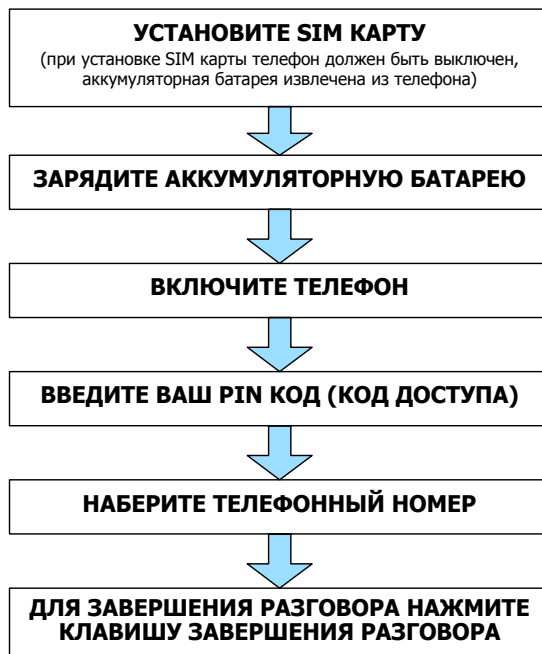 УСТАНОВИТЕ SIM КАРТУ
(при установке SIM карты телефон должен быть выключен,
аккумуляторная батарея извлечена из телефона)
ЗАРЯДИТЕ АККУМУЛЯТОРНУЮ БАТАРЕЮ
ВКЛЮЧИТЕ ТЕЛЕФОН
ВВЕДИТЕ ВАШ PIN КОД (КОД ДОСТУПА)
НАБЕРИТЕ ТЕЛЕФОННЫЙ НОМЕР
ДЛЯ ЗАВЕРШЕНИЯ РАЗГОВОРА НАЖМИТЕ
КЛАВИШУ ЗАВЕРШЕНИЯ РАЗГОВОРА